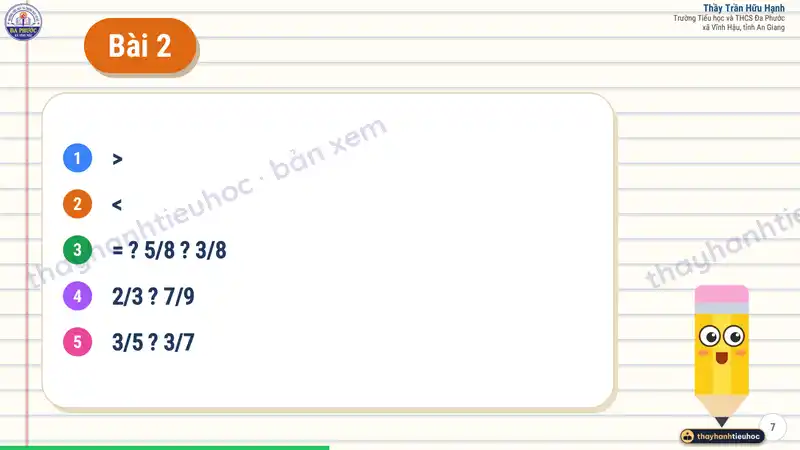 Thầy Trần Hữu Hạnh
Trường Tiểu học và THCS Đa Phước
xã Vĩnh Hậu, tỉnh An Giang
ĐA PHƯỚC
Bài 2
1 >
2 <
3 = ? 5/8 ? 3/8
4 2/3 ? 7/9
5 3/5 ? 3/7
thayhanhtieuhoc · bản xem
thayhanhtieuhoc
7